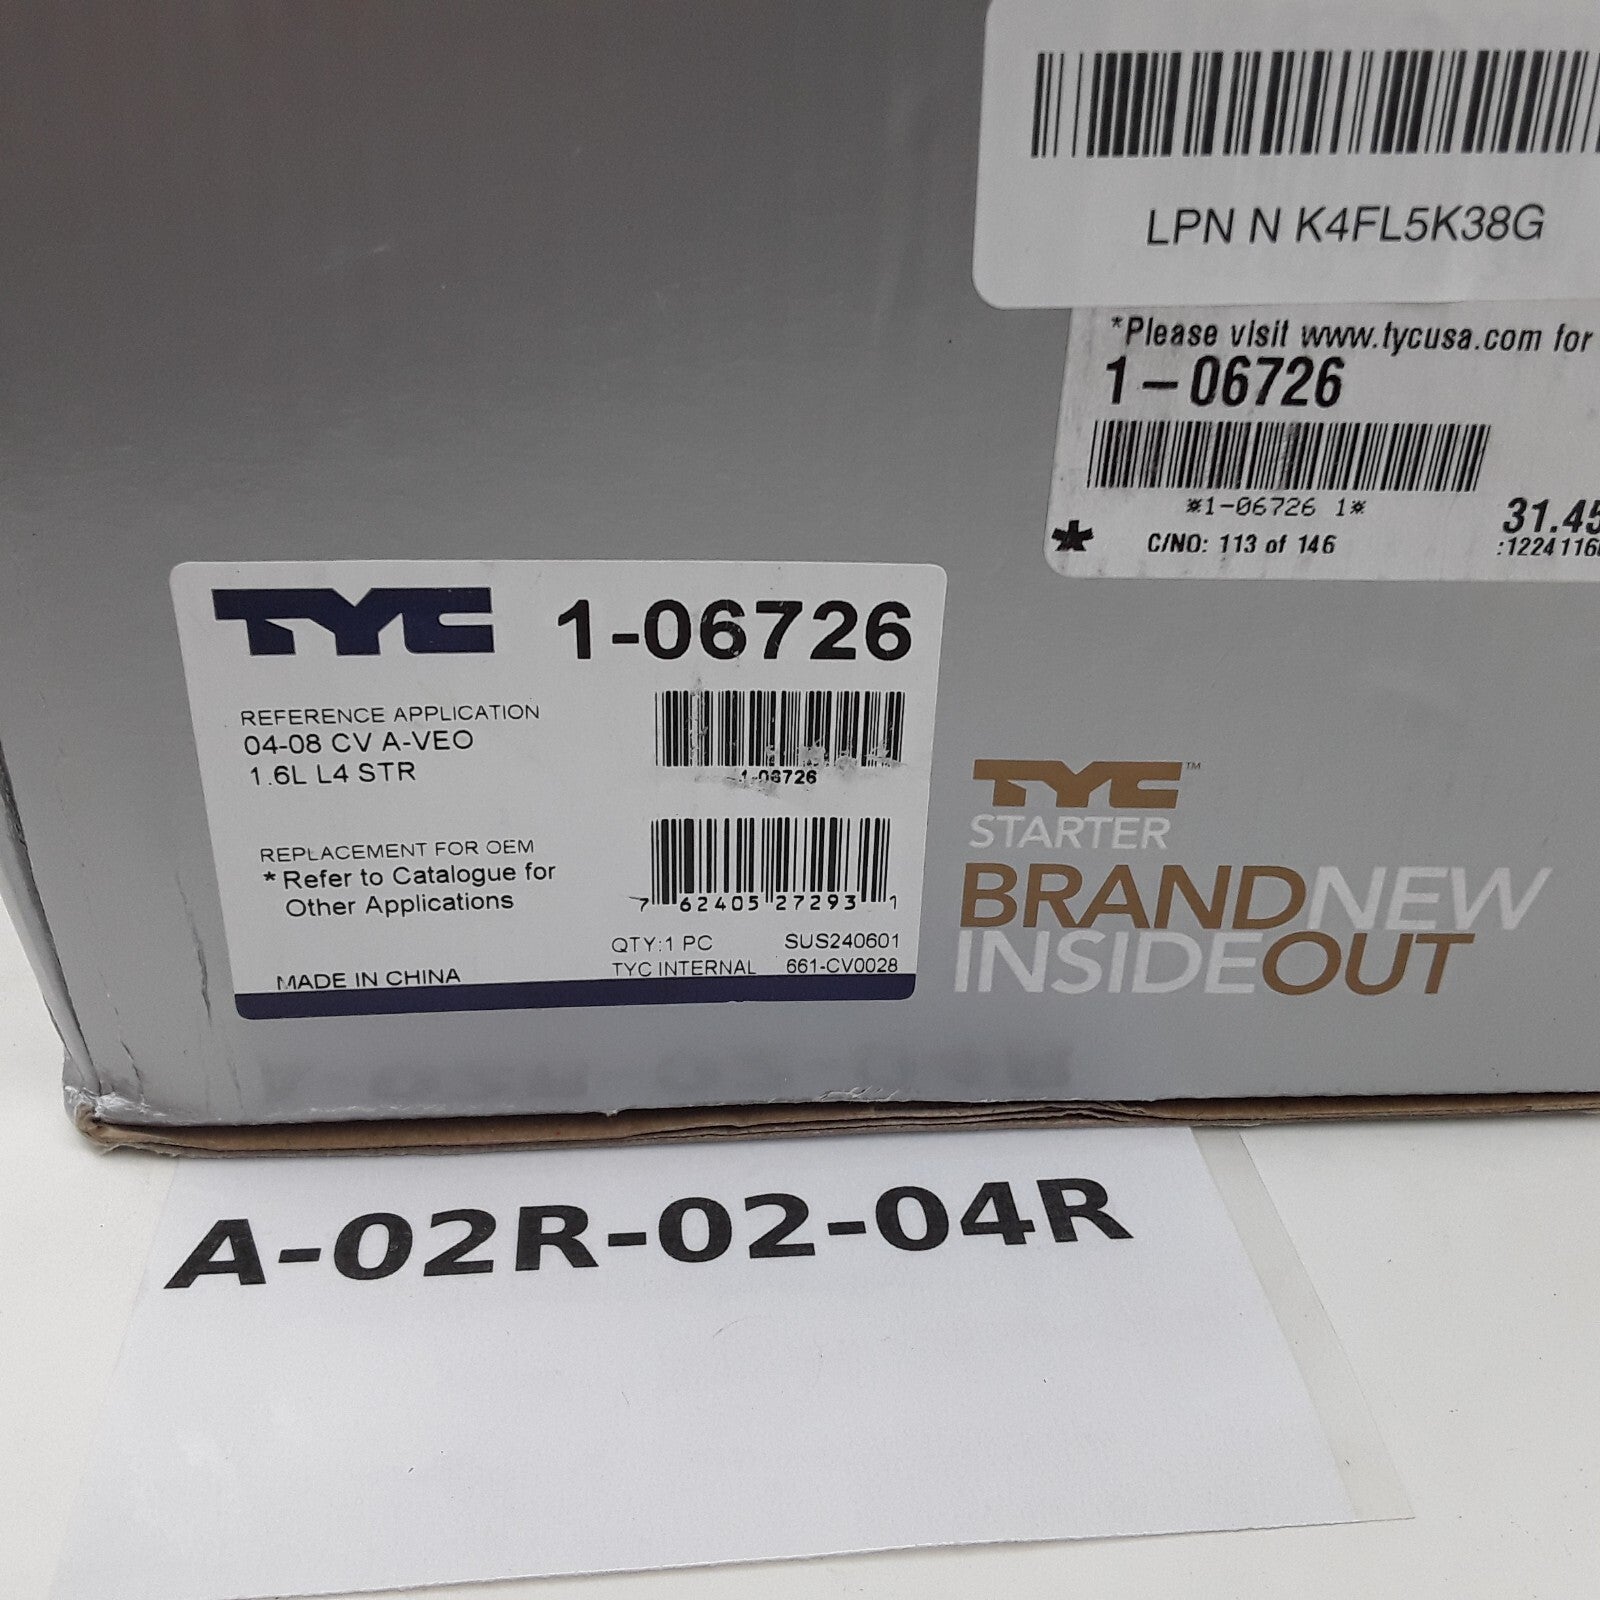 LPN N K4FL5K38G
*Please visit www.tycusa.com for
1-06726
*1-06726 1*
C/NO: 113 of 146
31.45
:1224116
TYC 1-06726
REFERENCE APPLICATION
04-08 CV A-VEO
1.6L L4 STR
1-06726
REPLACEMENT FOR OEM
* Refer to Catalogue for
Other Applications
7 62405 27293 1
QTY:1 PC SUS240601
TYC INTERNAL 661-CV0028
MADE IN CHINA
TYC™
STARTER
BRANDNEW
INSIDEOUT
A-02R-02-04R